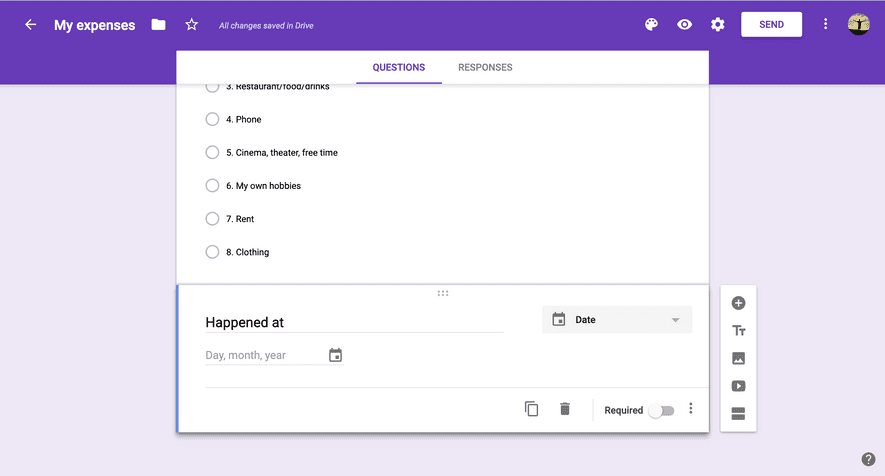 My expenses
All changes saved in Drive
SEND
QUESTIONS RESPONSES
3. Restaurant/food/drinks
4. Phone
5. Cinema, theater, free time
6. My own hobbies
7. Rent
8. Clothing
Happened at
Date
Day, month, year
Required